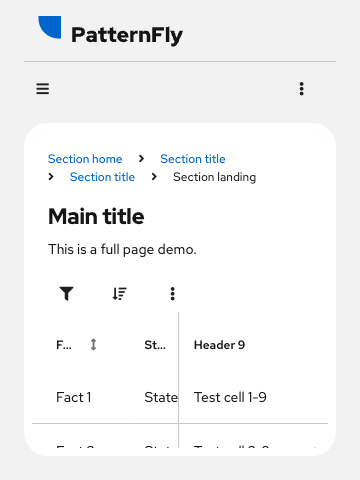 PatternFly
Section home > Section title
> Section title > Section landing
Main title
This is a full page demo.
F... St... Header 9
Fact 1 State Test cell 1-9